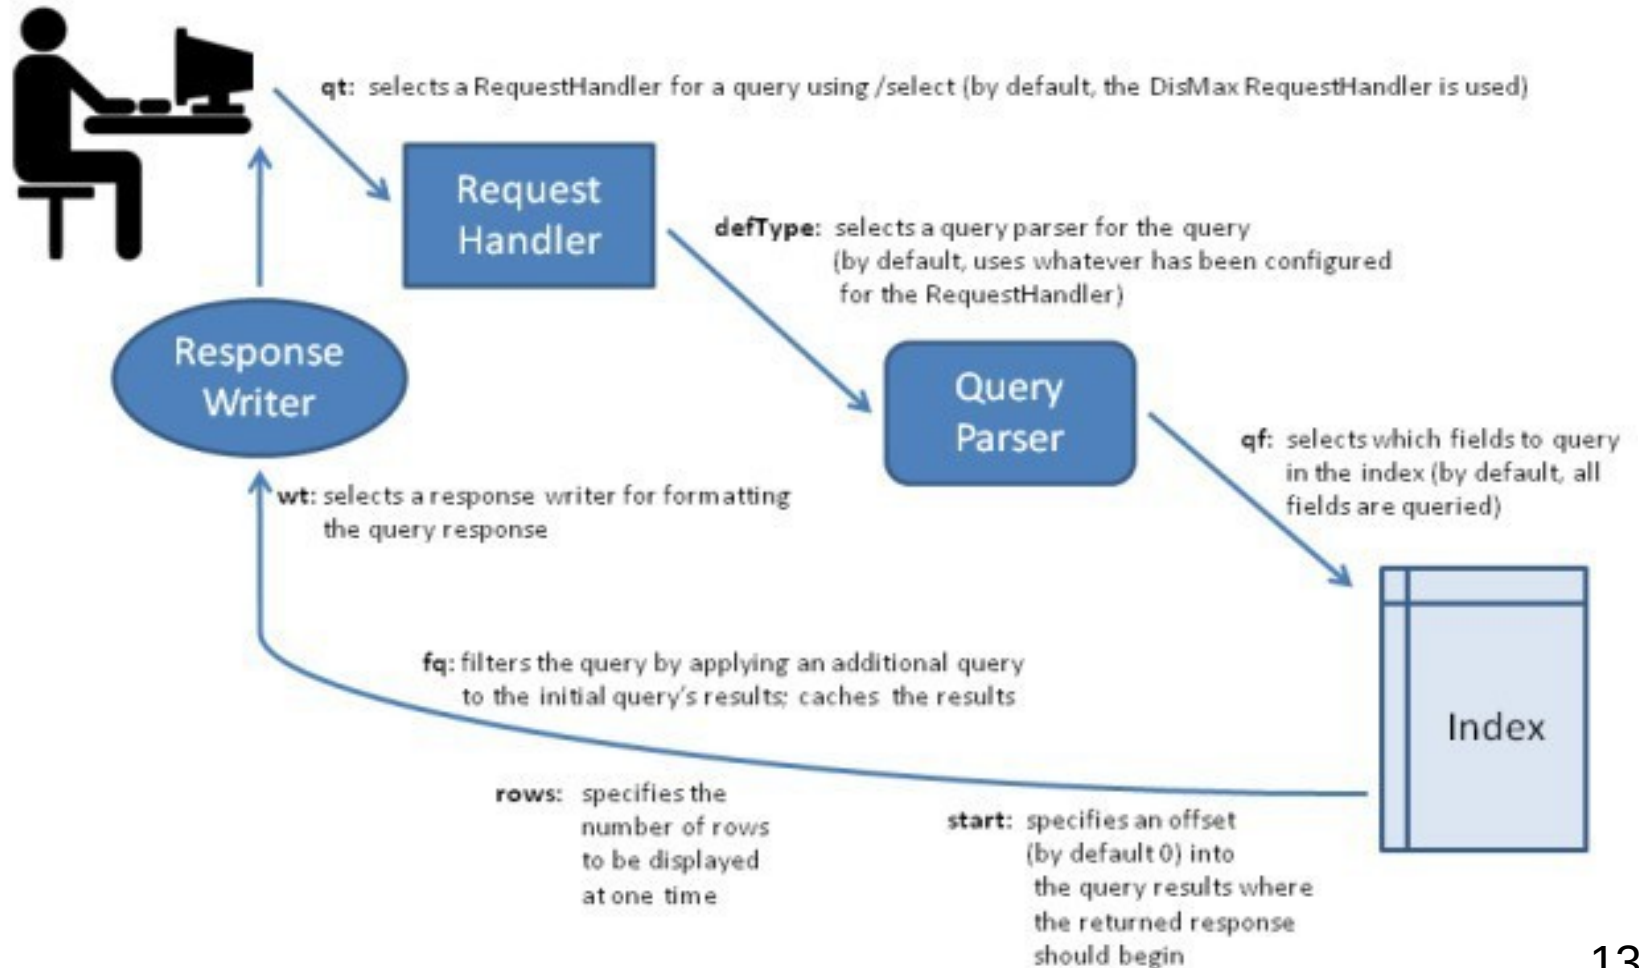 qt: selects a RequestHandler for a query using /select (by default, the DisMax RequestHandler is used)
Request
Handler
defType: selects a query parser for the query
(by default, uses whatever has been configured
for the RequestHandler)
Response
Writer
Query
Parser
qf: selects which fields to query
in the index (by default, all
fields are queried)
wt: selects a response writer for formatting
the query response
fq: filters the query by applying an additional query
to the initial query's results; caches the results
Index
rows: specifies the
number of rows
to be displayed
at one time
start: specifies an offset
(by default 0) into
the query results where
the returned response
should begin
13